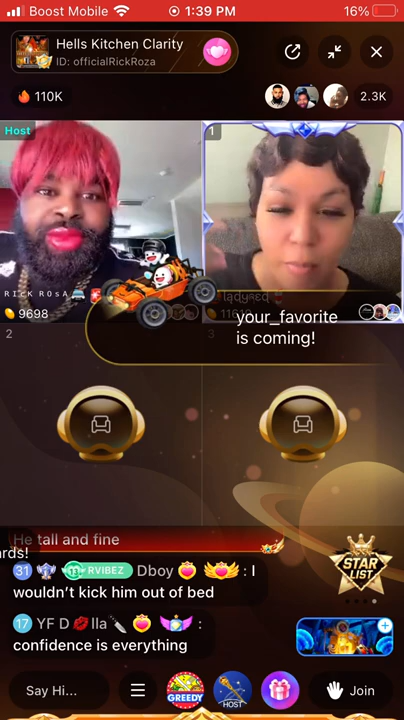 Boost Mobile
1:39 PM
16%
Hells Kitchen Clarity
ID: officialRickRoza
110K
2.3K
Host
1
RIcK ROsA
9698
your_favorite
is coming!
2
3
He tall and fine
ards!
31 RVIBEZ Dboy : I
wouldn't kick him out of bed
17 YF D lla :
confidence is everything
STAR
LIST
Say Hi...
GREEDY
HOST
Join